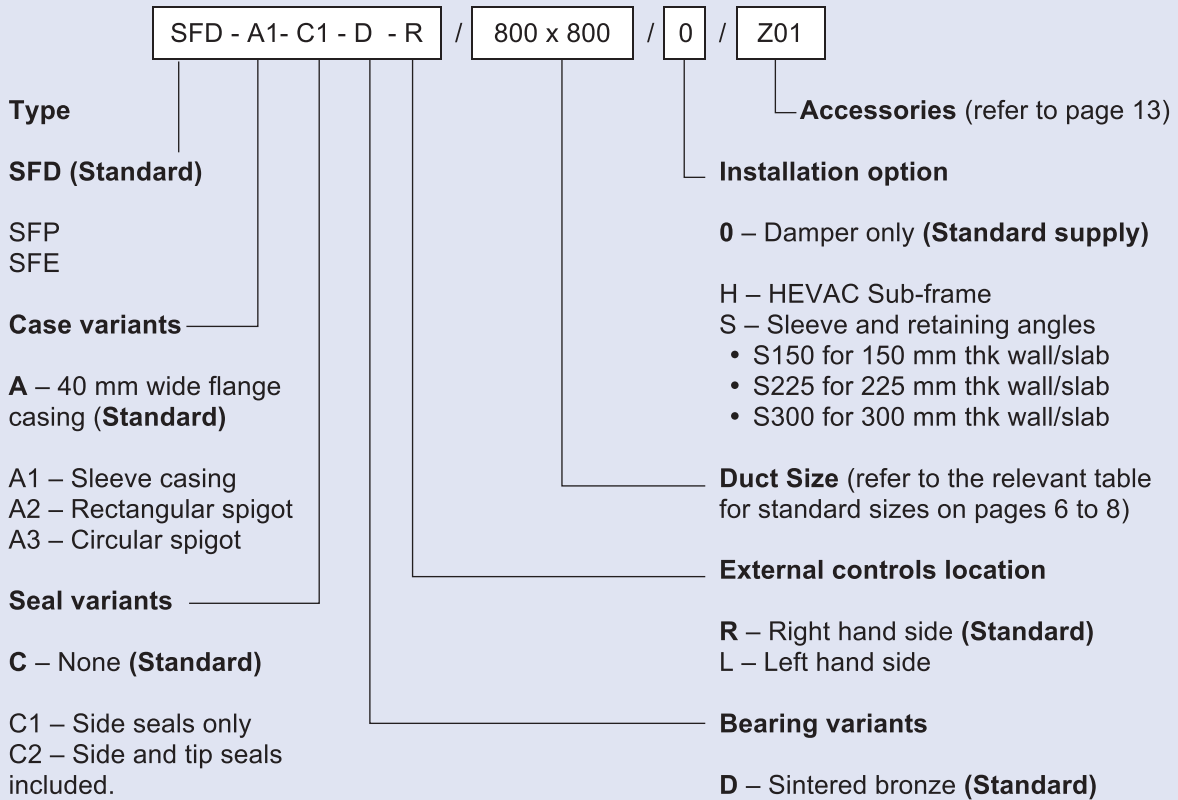 SFD - A1- C1 - D - R / 800 x 800 / 0 / Z01
Type
SFD (Standard)
SFP
SFE
Case variants
A – 40 mm wide flange
casing (Standard)
A1 – Sleeve casing
A2 – Rectangular spigot
A3 – Circular spigot
Seal variants
C – None (Standard)
C1 – Side seals only
C2 – Side and tip seals
included.
Accessories (refer to page 13)
Installation option
0 – Damper only (Standard supply)
H – HEVAC Sub-frame
S – Sleeve and retaining angles
• S150 for 150 mm thk wall/slab
• S225 for 225 mm thk wall/slab
• S300 for 300 mm thk wall/slab
Duct Size (refer to the relevant table
for standard sizes on pages 6 to 8)
External controls location
R – Right hand side (Standard)
L – Left hand side
Bearing variants
D – Sintered bronze (Standard)